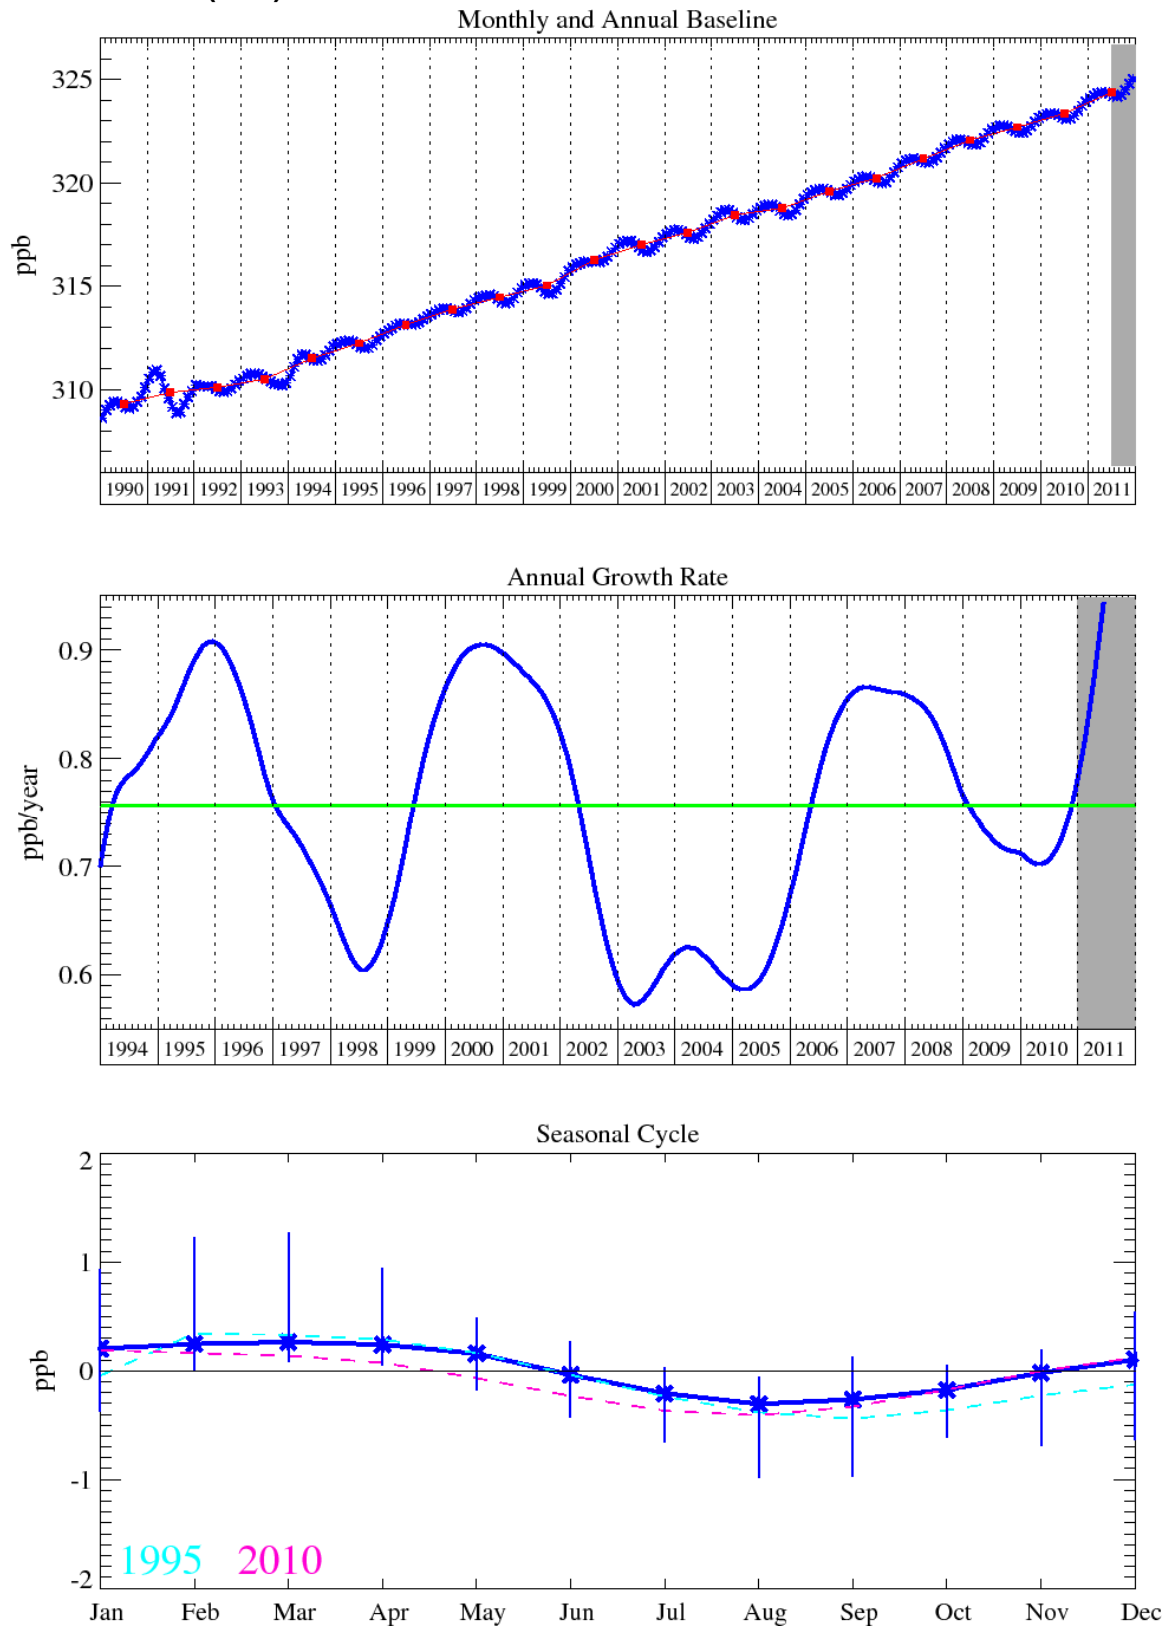 Monthly and Annual Baseline
325
320
315
310
ppb
1990 1991 1992 1993 1994 1995 1996 1997 1998 1999 2000 2001 2002 2003 2004 2005 2006 2007 2008 2009 2010 2011
Annual Growth Rate
0.9
0.8
0.7
0.6
ppb/year
1994 1995 1996 1997 1998 1999 2000 2001 2002 2003 2004 2005 2006 2007 2008 2009 2010 2011
Seasonal Cycle
2
1
0
-1
-2
ppb
1995 2010
Jan Feb Mar Apr May Jun Jul Aug Sep Oct Nov Dec